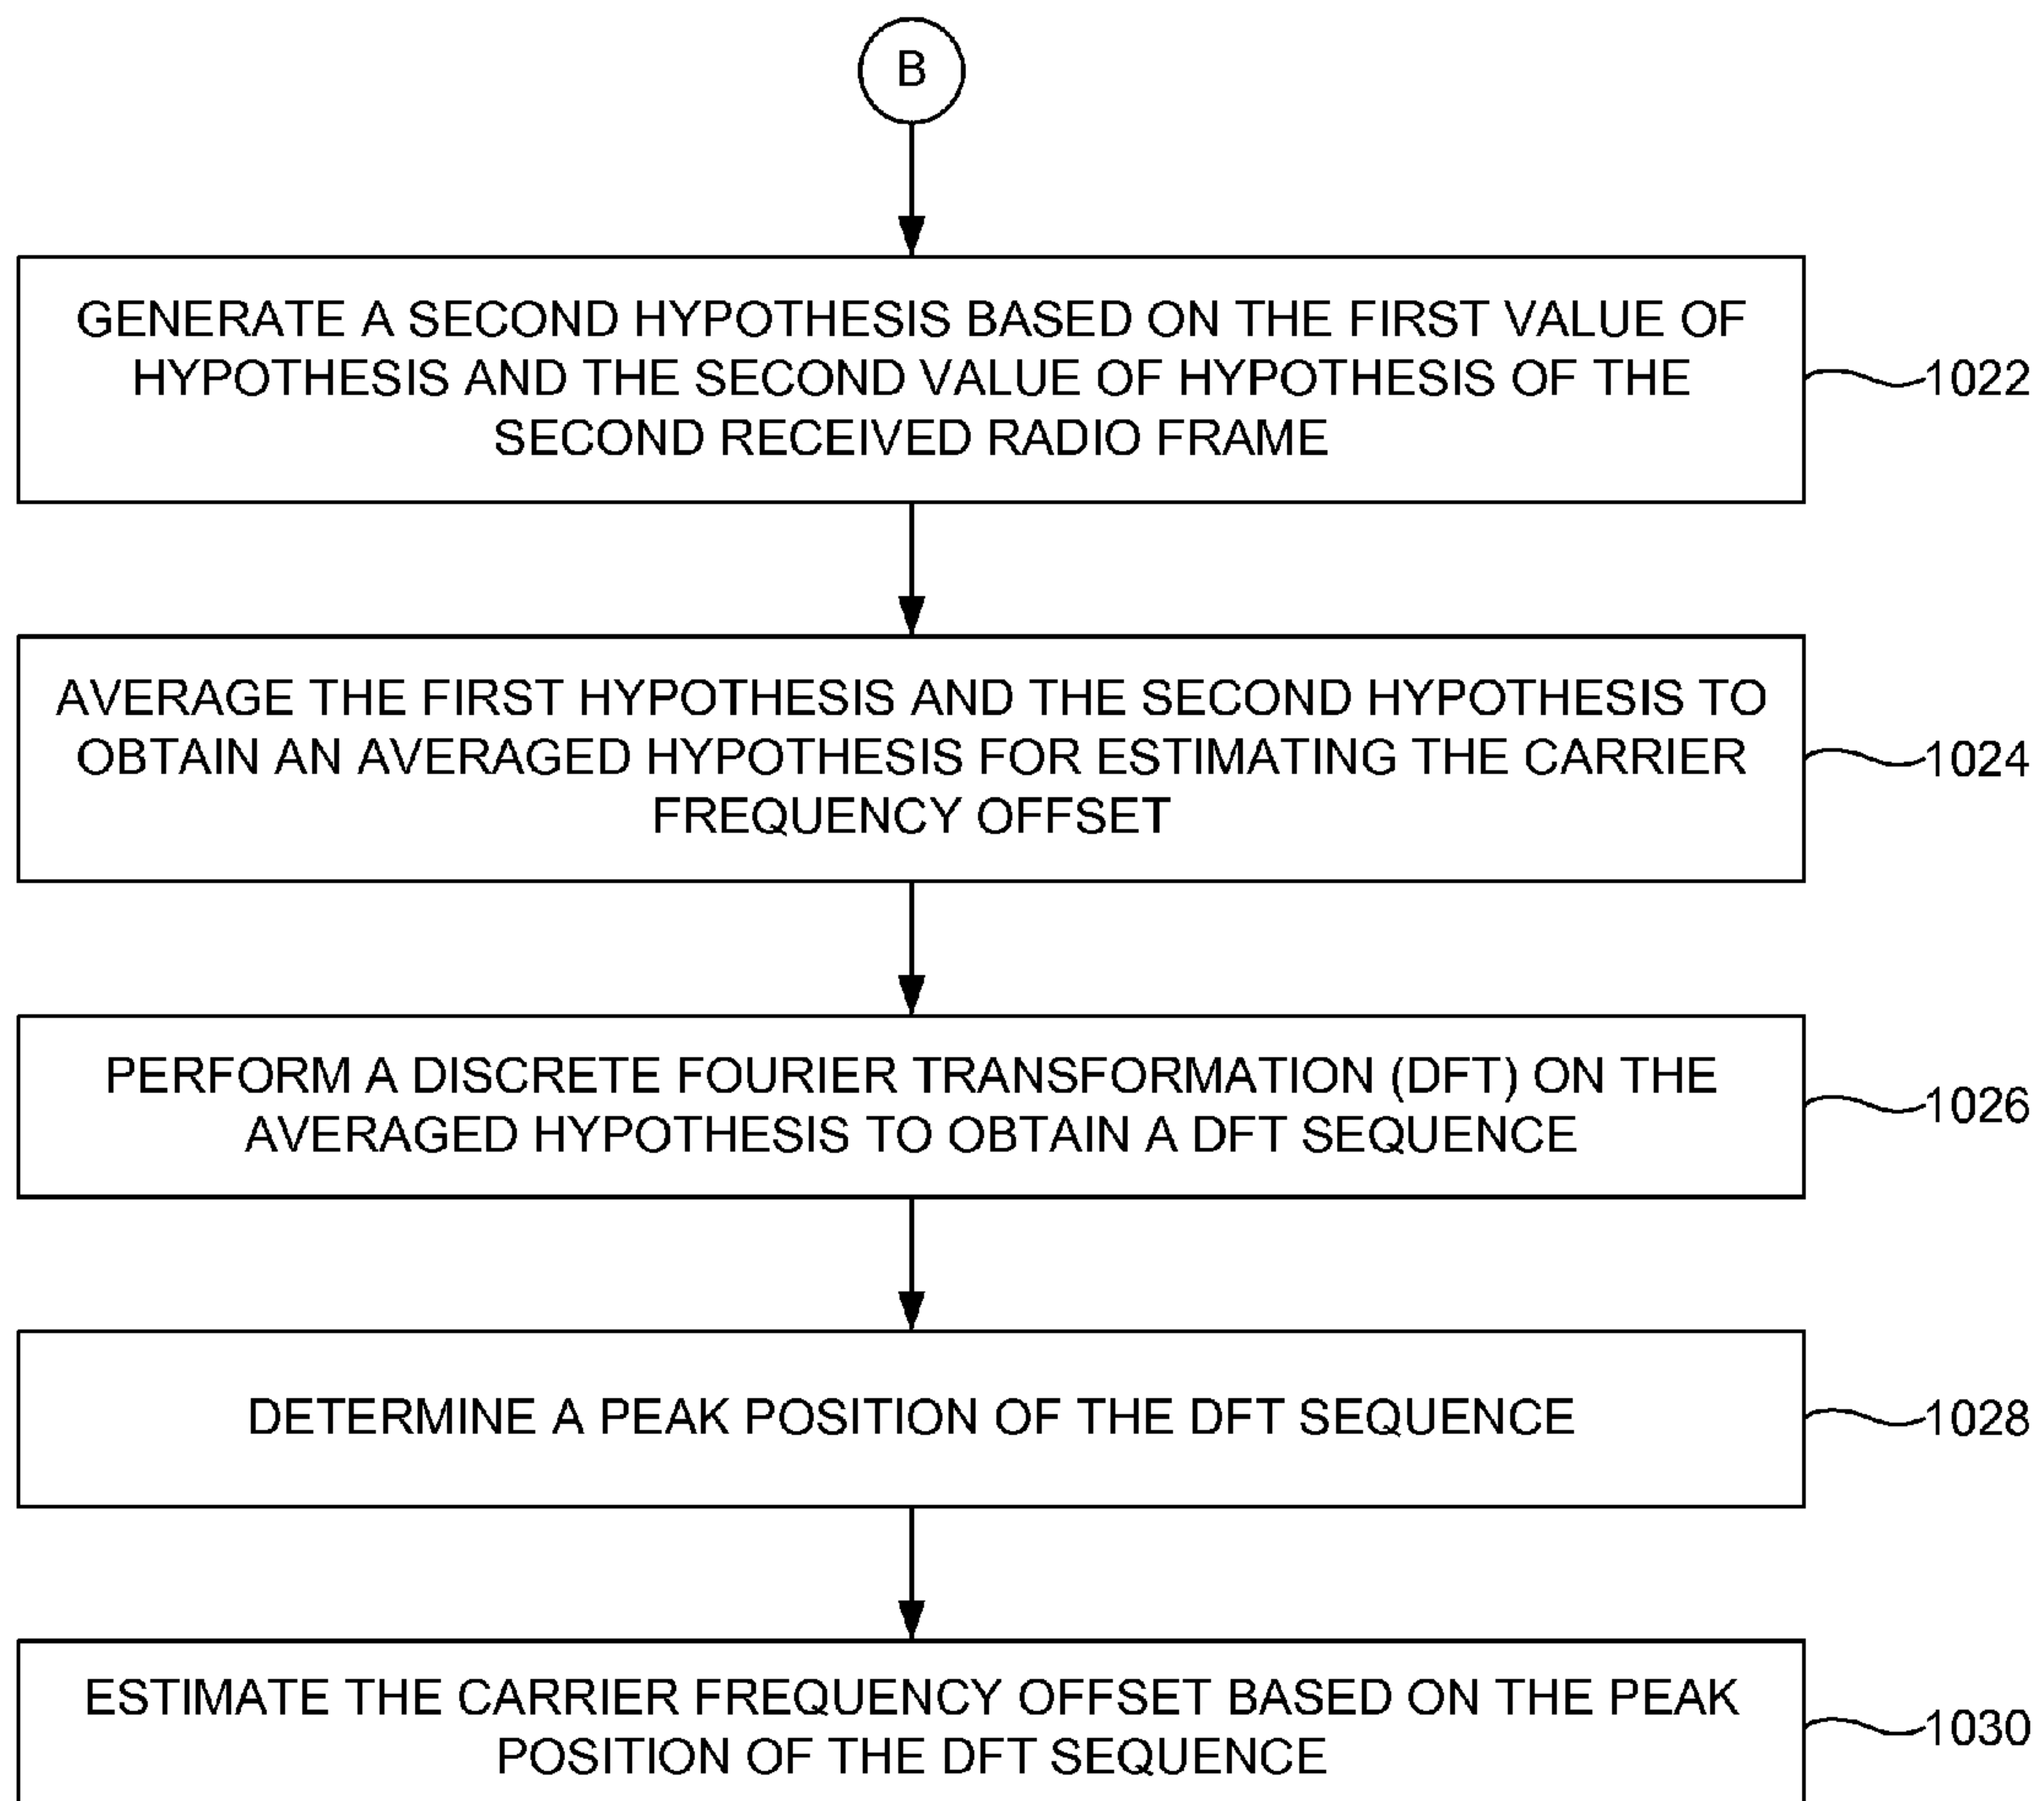 B
GENERATE A SECOND HYPOTHESIS BASED ON THE FIRST VALUE OF
HYPOTHESIS AND THE SECOND VALUE OF HYPOTHESIS OF THE
SECOND RECEIVED RADIO FRAME
1022
AVERAGE THE FIRST HYPOTHESIS AND THE SECOND HYPOTHESIS TO
OBTAIN AN AVERAGED HYPOTHESIS FOR ESTIMATING THE CARRIER
FREQUENCY OFFSET
1024
PERFORM A DISCRETE FOURIER TRANSFORMATION (DFT) ON THE
AVERAGED HYPOTHESIS TO OBTAIN A DFT SEQUENCE
1026
DETERMINE A PEAK POSITION OF THE DFT SEQUENCE
1028
ESTIMATE THE CARRIER FREQUENCY OFFSET BASED ON THE PEAK
POSITION OF THE DFT SEQUENCE
1030